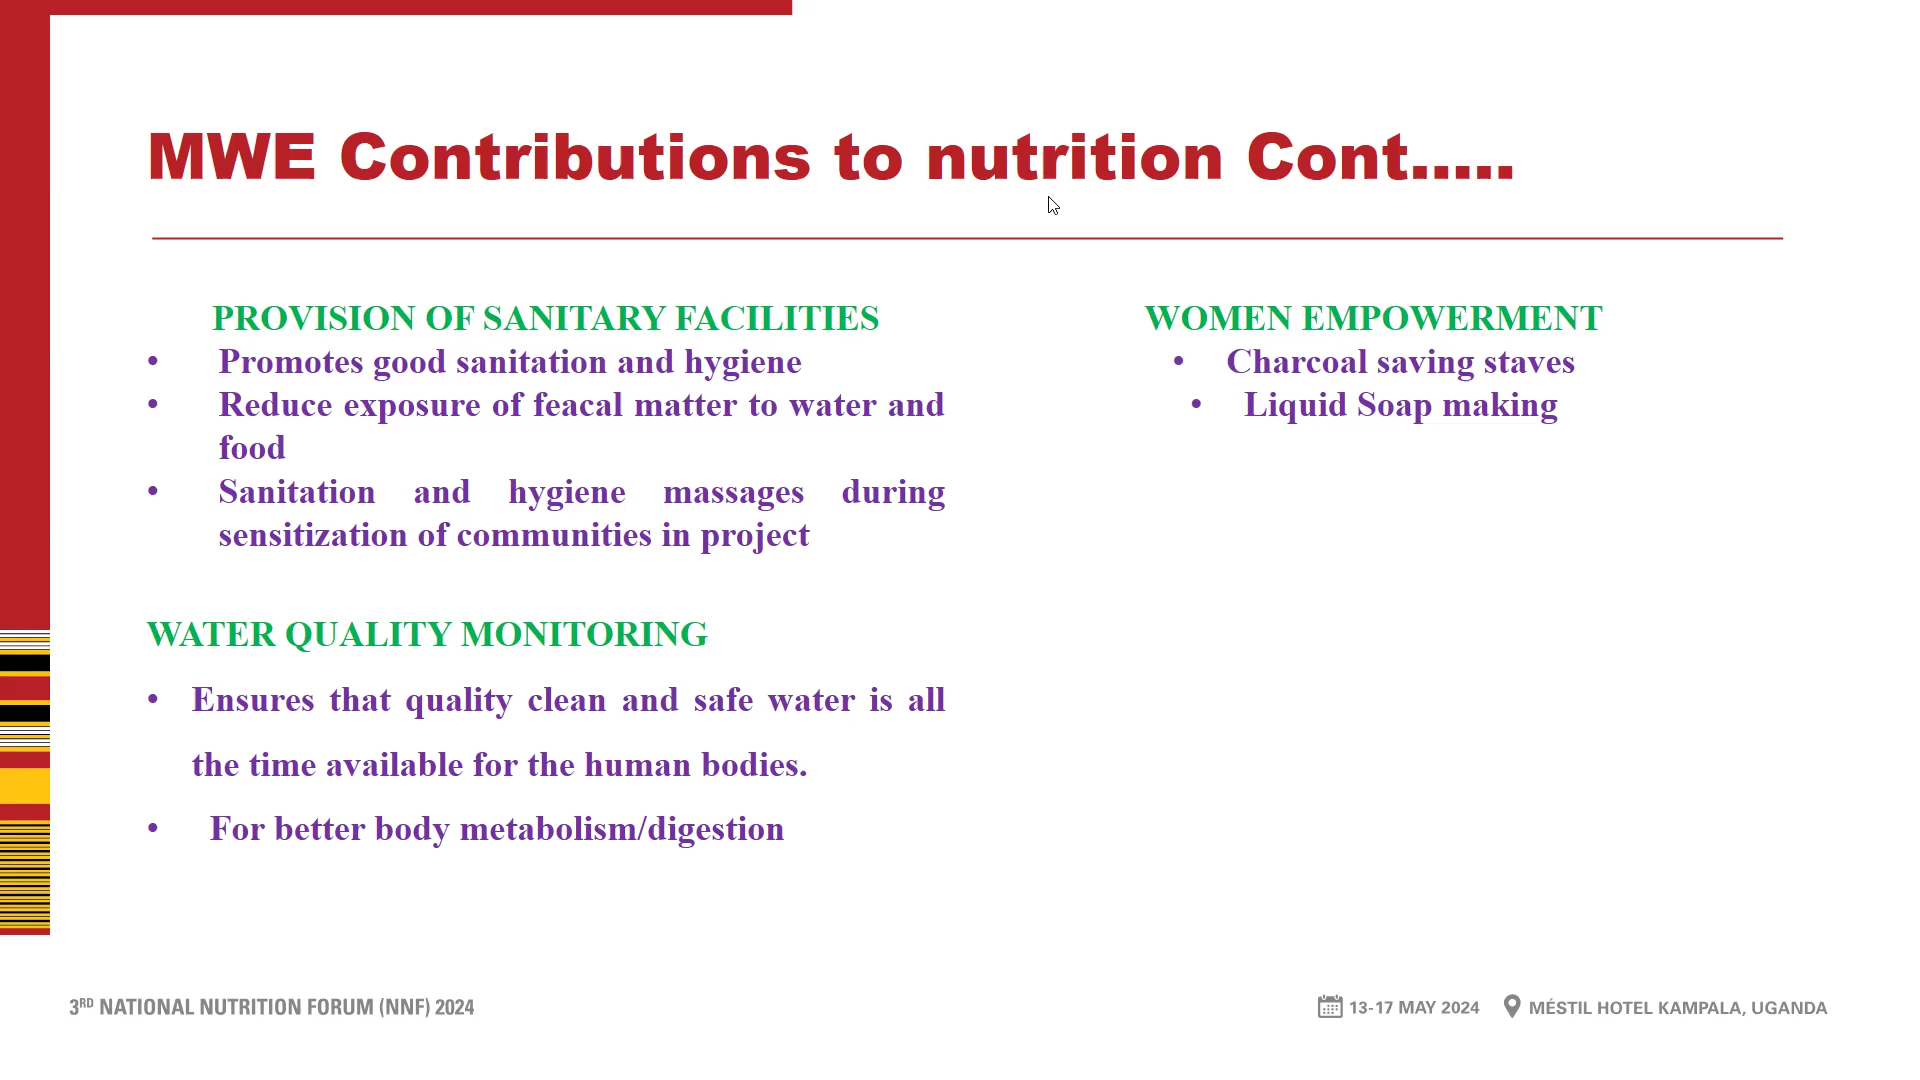 MWE Contributions to nutrition Cont.....
PROVISION OF SANITARY FACILITIES
• Promotes good sanitation and hygiene
• Reduce exposure of feacal matter to water and
food
• Sanitation and hygiene massages during
sensitization of communities in project
WATER QUALITY MONITORING
• Ensures that quality clean and safe water is all
the time available for the human bodies.
• For better body metabolism/digestion
WOMEN EMPOWERMENT
• Charcoal saving staves
• Liquid Soap making
3RD NATIONAL NUTRITION FORUM (NNF) 2024
13-17 MAY 2024
MÉSTIL HOTEL KAMPALA, UGANDA